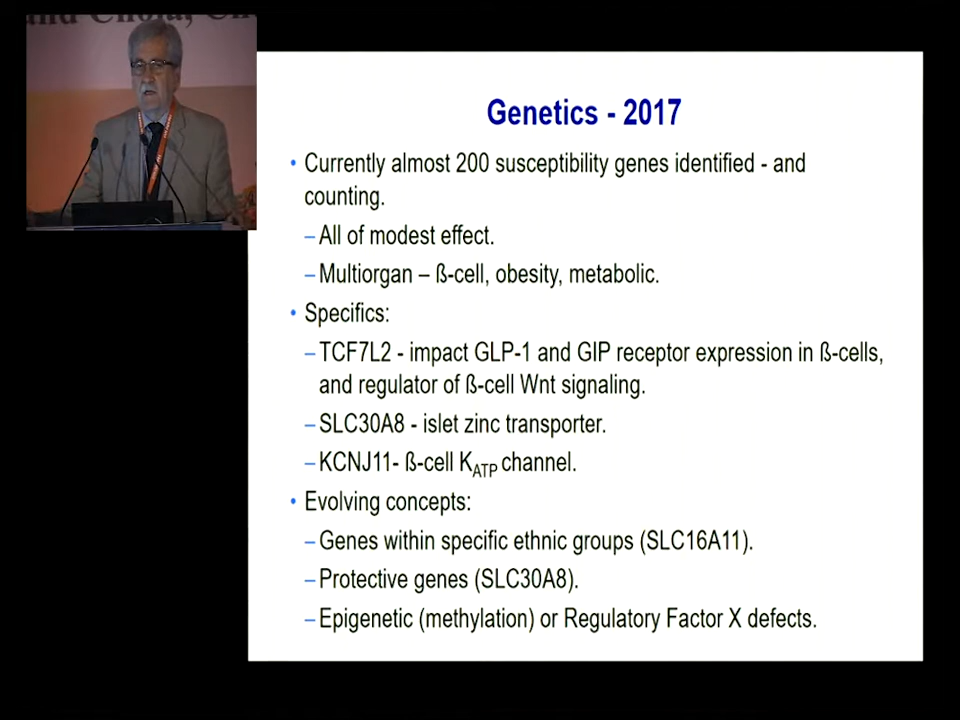 and Chola, Ch
Genetics - 2017
• Currently almost 200 susceptibility genes identified - and
counting.
– All of modest effect.
– Multiorgan – ß-cell, obesity, metabolic.
• Specifics:
– TCF7L2 - impact GLP-1 and GIP receptor expression in ß-cells,
and regulator of ß-cell Wnt signaling.
– SLC30A8 - islet zinc transporter.
– KCNJ11- ß-cell KATP channel.
• Evolving concepts:
– Genes within specific ethnic groups (SLC16A11).
– Protective genes (SLC30A8).
– Epigenetic (methylation) or Regulatory Factor X defects.